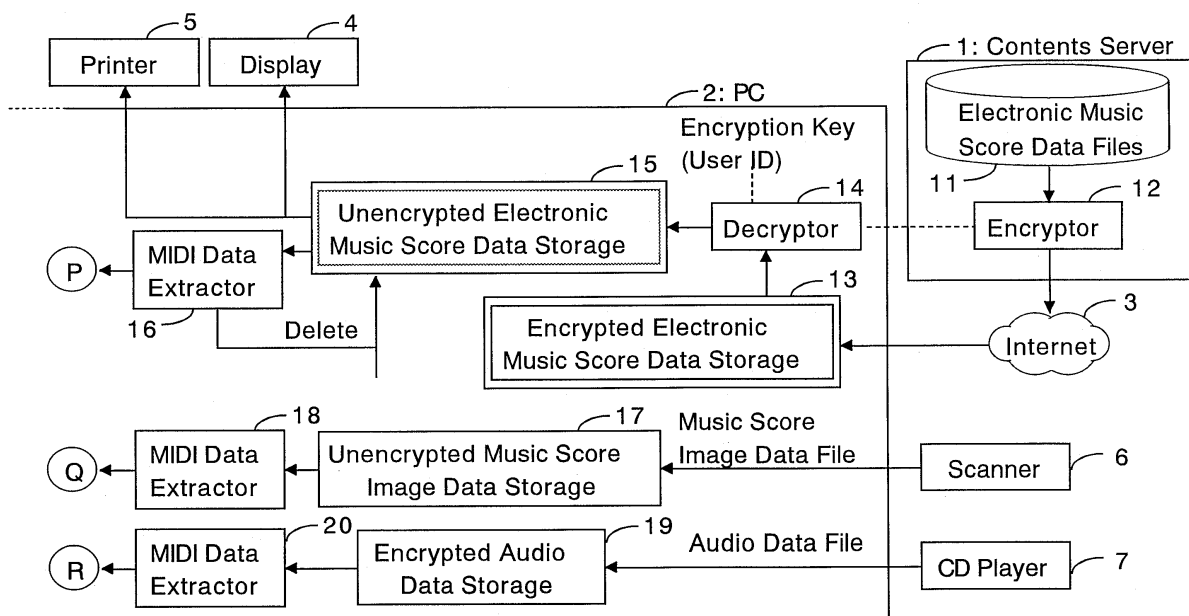 5
4
1: Contents Server
Printer
Display
2: PC
Encryption Key
(User ID)
Electronic Music
Score Data Files
11
12
15
14
Unencrypted Electronic
Music Score Data Storage
Decryptor
Encryptor
P
MIDI Data
Extractor
16
Delete
13
Encrypted Electronic
Music Score Data Storage
3
Internet
18
17
Music Score
Image Data File
Q
MIDI Data
Extractor
Unencrypted Music Score
Image Data Storage
Scanner
6
20
19
Audio Data File
R
MIDI Data
Extractor
Encrypted Audio
Data Storage
CD Player
7